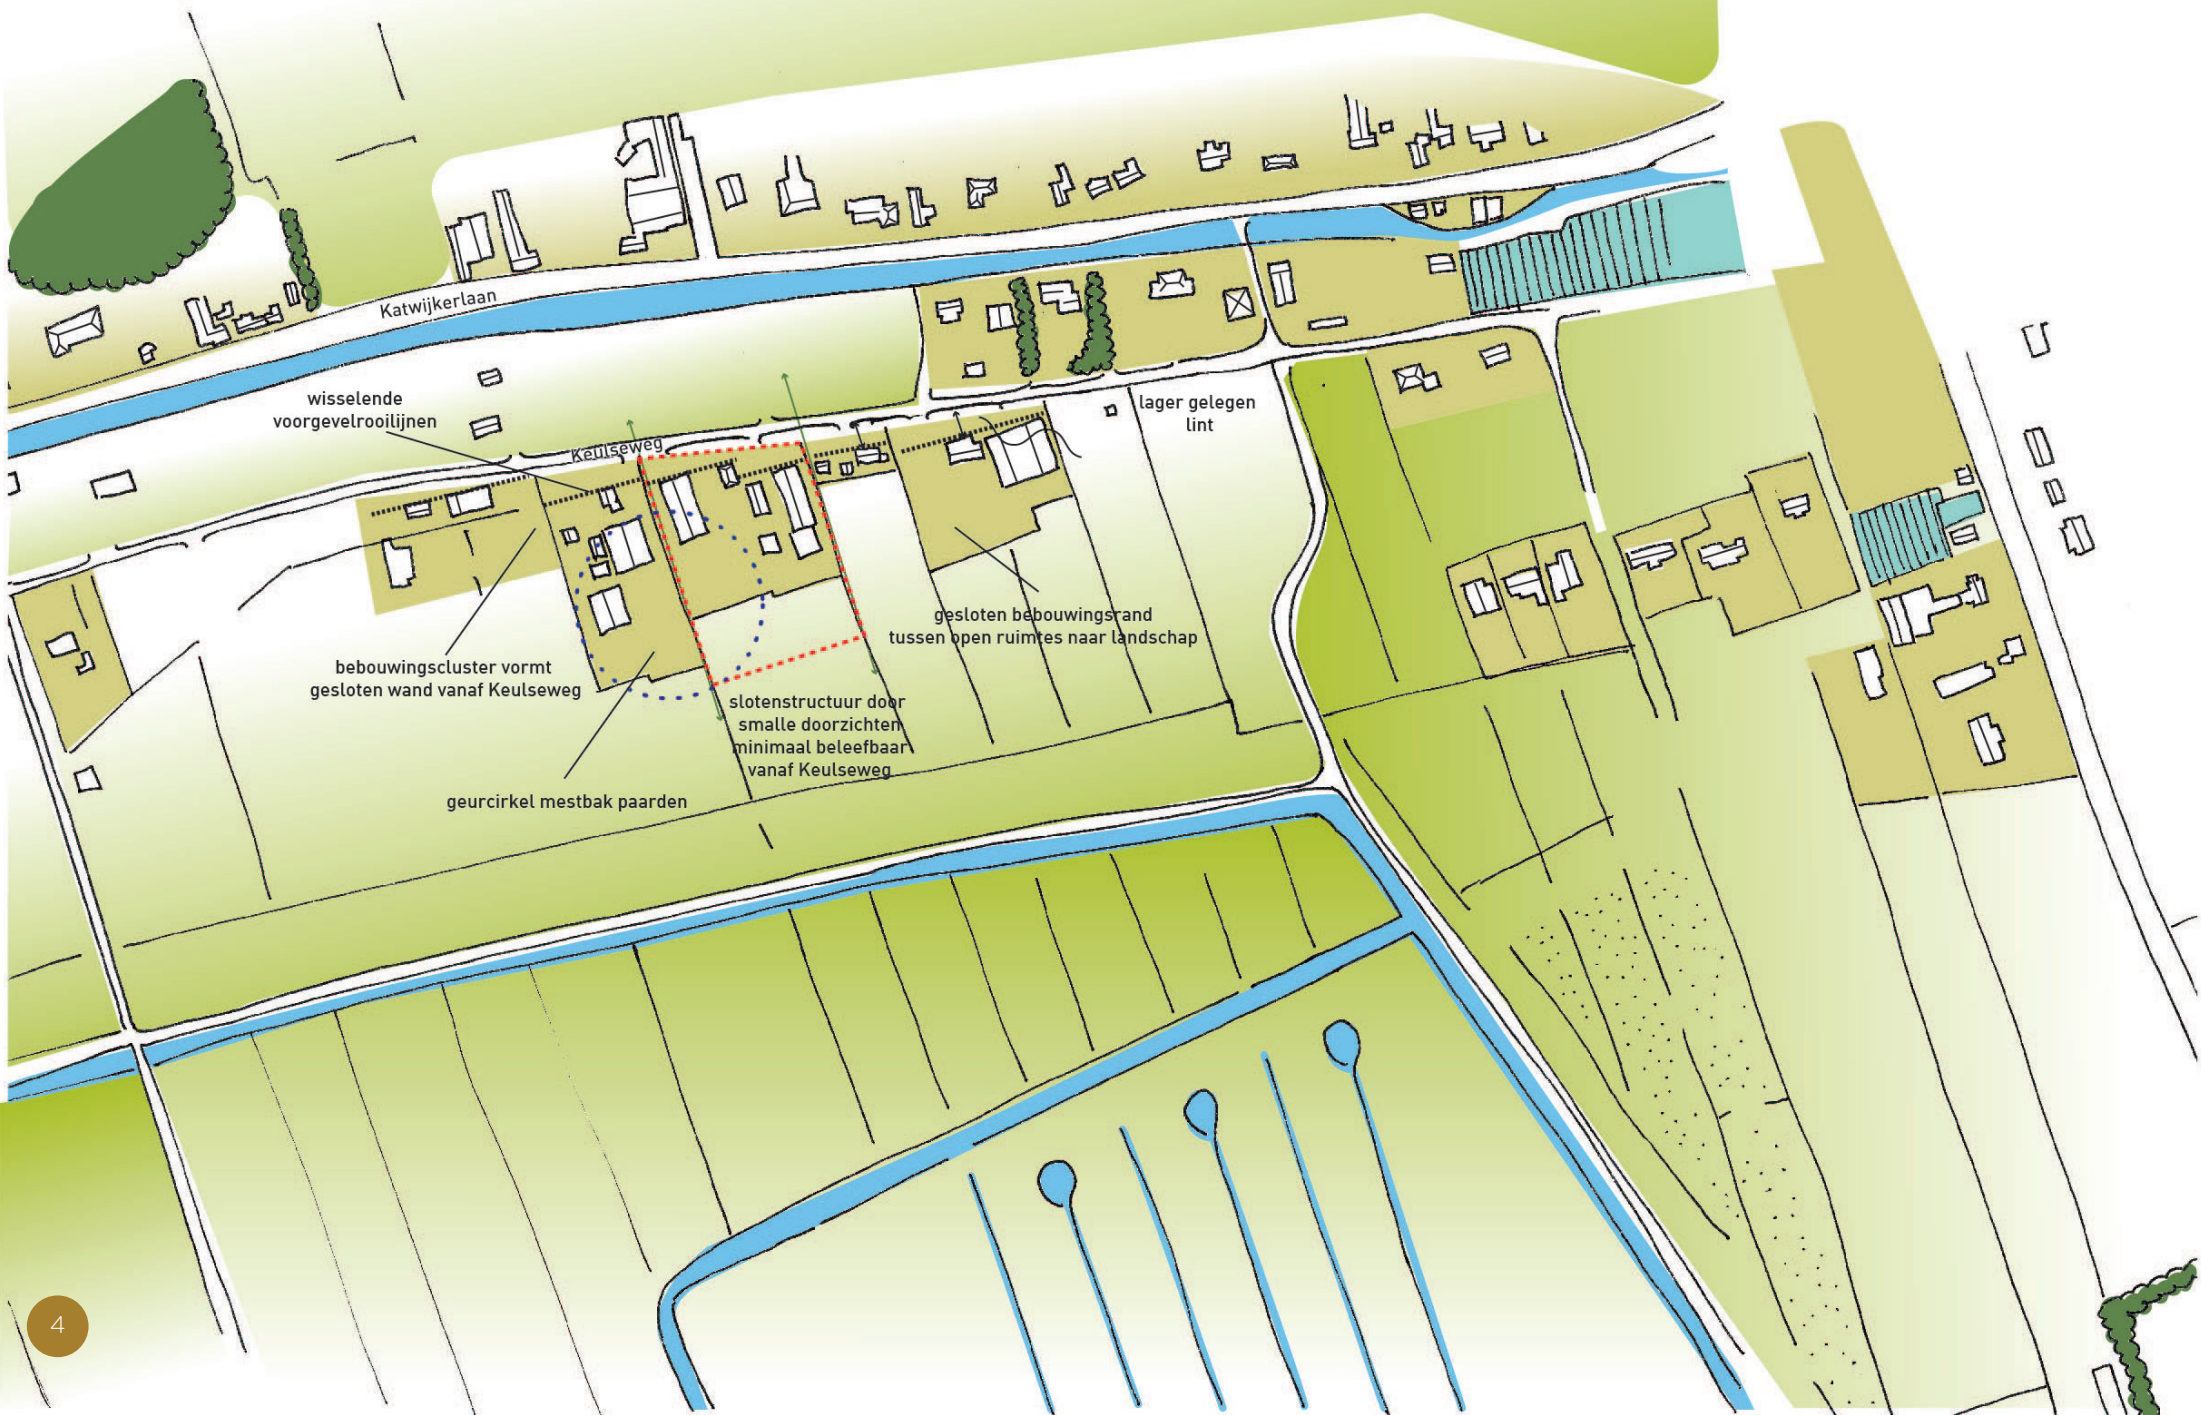 Katwijkerlaan
wisselende
voorgevelrooilijnen
Keulseweg
lager gelegen
lint
gesloten bebouwingsrand
tussen open ruimtes naar landschap
bebouwingscluster vormt
gesloten wand vanaf Keulseweg
slotenstructuur door
smalle doorzichten
minimaal beleefbaar
vanaf Keulseweg
geurcirkel mestbak paarden
4